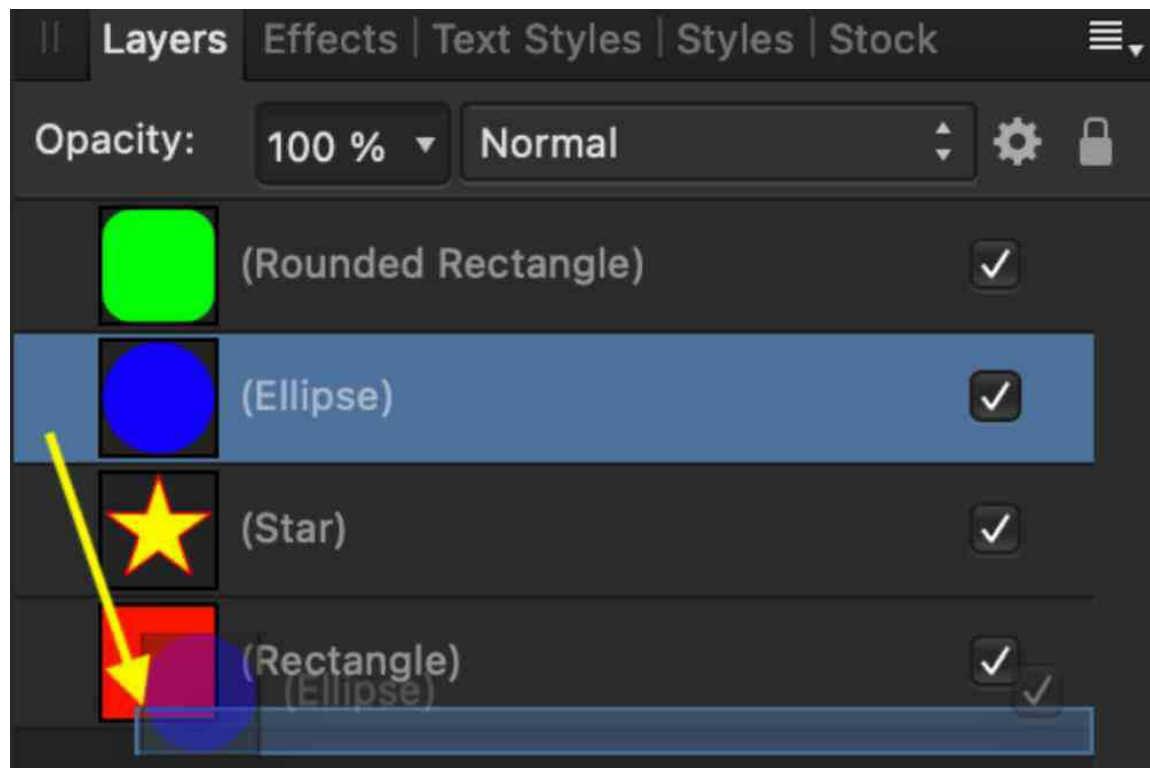 Layers Effects | Text Styles | Styles | Stock
Opacity: 100 % Normal
(Rounded Rectangle)
(Ellipse)
(Star)
(Rectangle)
(Ellipse)